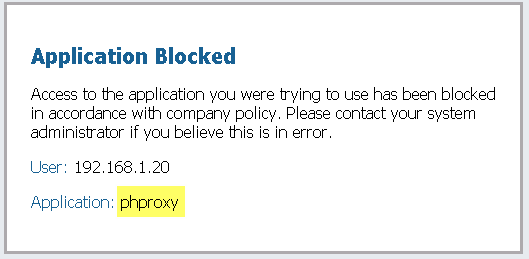 Application Blocked
Access to the application you were trying to use has been blocked
in accordance with company policy. Please contact your system
administrator if you believe this is in error.
User: 192.168.1.20
Application: phproxy